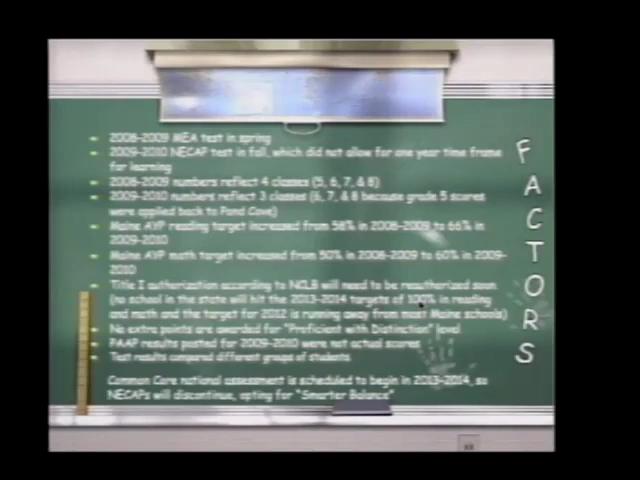 2008-2009 MEA test in spring
2009-2010 NECAP test in fall, which did not allow for one year time frame
for learning
2008-2009 numbers reflect 4 classes (5, 6, 7, & 8)
2009-2010 numbers reflect 3 classes (6, 7, & 8 because grade 5 scores
were applied back to Pond Cove)
Maine AYP reading target increased from 58% in 2008-2009 to 66% in
2009-2010
Maine AYP math target increased from 50% in 2008-2009 to 60% in 2009-
2010
Title I authorization according to NCLB will need to be reauthorized soon
(no school in the state will hit the 2013-2014 targets of 100% in reading
and math and the target for 2012 is running away from most Maine schools)
No extra points are awarded for "Proficient with Distinction" level
PAAP results posted for 2009-2010 were not actual scores
Test results compared different groups of students
Common Core national assessment is scheduled to begin in 2013-2014, so
NECAPs will discontinue, opting for "Smarter Balance"
FACTORS